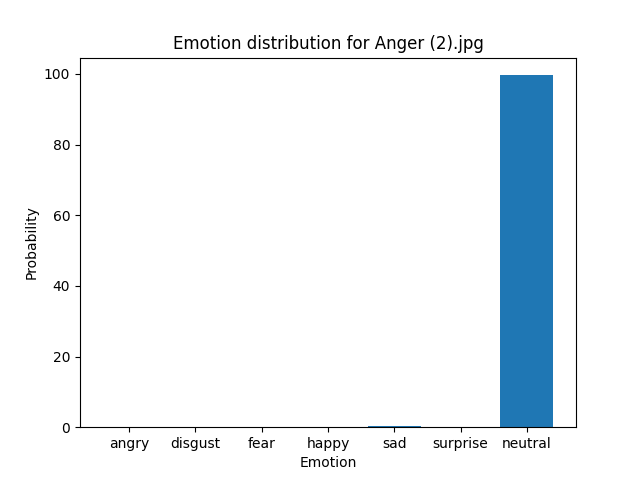 Emotion distribution for Anger (2).jpg
100
80
60
40
20
0
Probability
angry disgust fear happy sad surprise neutral
Emotion